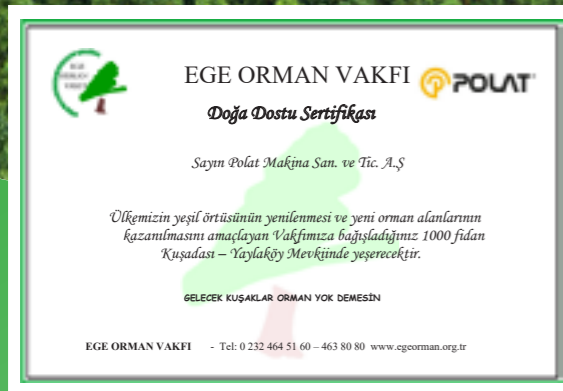 EGE ORMAN VAKFI
POLAT
Doğa Dostu Sertifikası
Sayın Polat Makina San. ve Tic. A.Ş
Ülkemizin yeşil örtüsünün yenilenmesi ve yeni orman alanlarının
kazanılmasını amaçlayan Vakfımıza bağışladığınız 1000 fidan
Kuşadası – Yaylaköy Mevkiinde yeşerecektir.
GELECEK KUŞAKLAR ORMAN YOK DEMESİN
EGE ORMAN VAKFI - Tel: 0 232 464 51 60 – 463 80 80 www.egeorman.org.tr